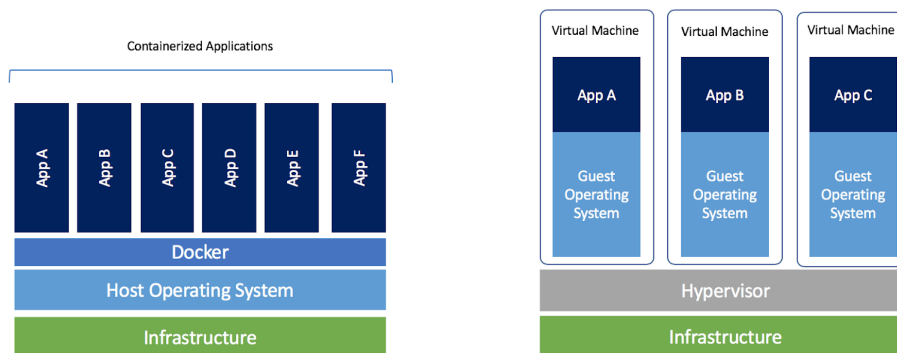 Containerized Applications
App A
App B
App C
App D
App E
App F
Docker
Host Operating System
Infrastructure
Virtual Machine
Virtual Machine
Virtual Machine
App A
App B
App C
Guest
Operating
System
Guest
Operating
System
Guest
Operating
System
Hypervisor
Infrastructure